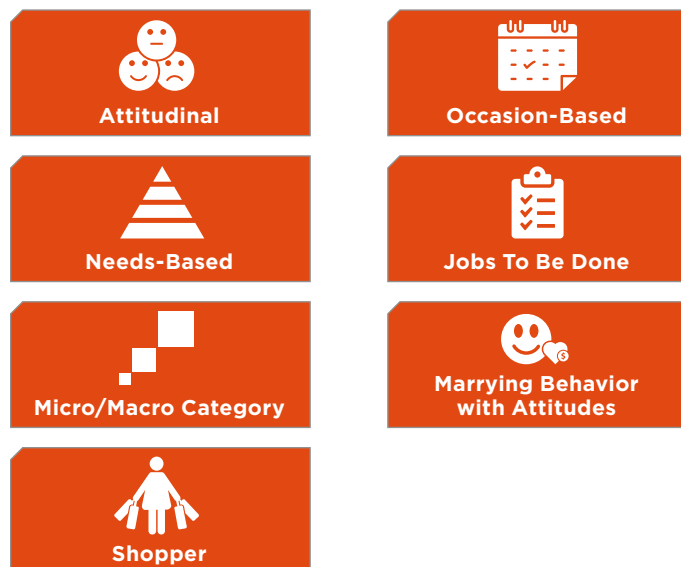 Attitudinal
Occasion-Based
Needs-Based
Jobs To Be Done
Micro/Macro Category
Marrying Behavior
with Attitudes
Shopper